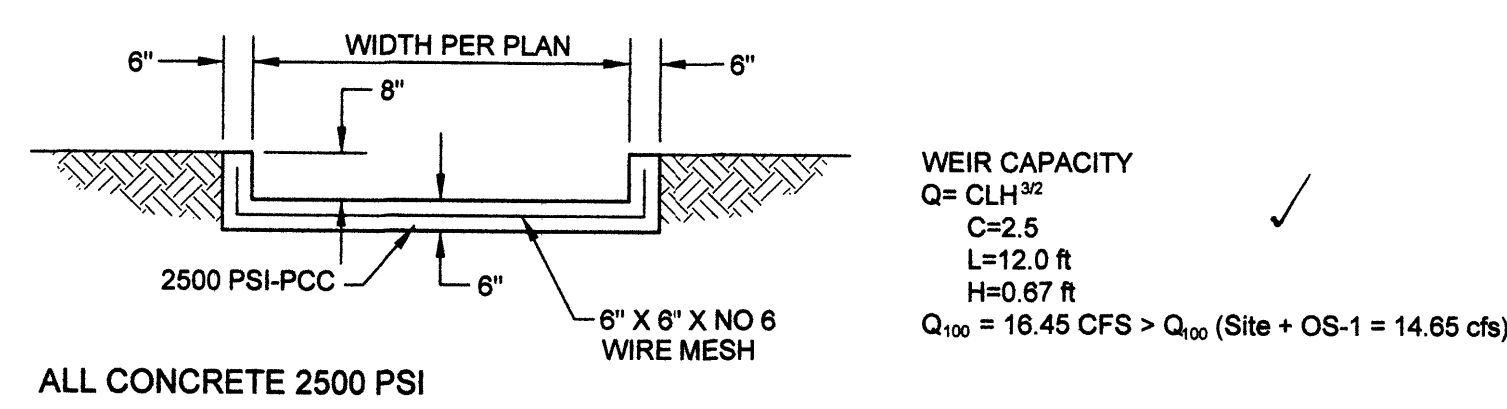 WIDTH PER PLAN
6"
6"
8"
2500 PSI-PCC
6"
6" X 6" X NO 6
WIRE MESH
ALL CONCRETE 2500 PSI
WEIR CAPACITY
Q= CLH3/2
C=2.5
L=12.0 ft
H=0.67 ft
Q100 = 16.45 CFS > Q100 (Site + OS-1 = 14.65 cfs)